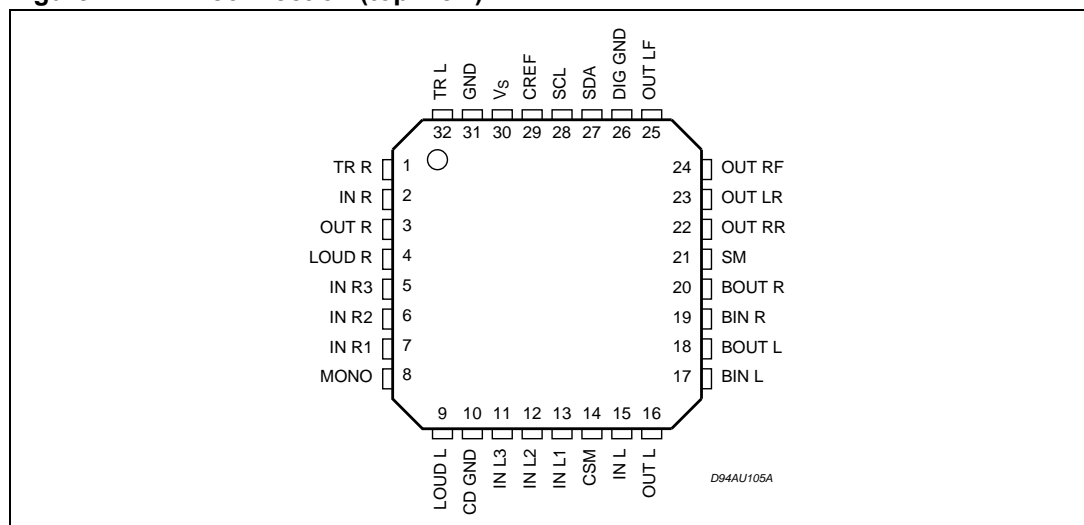 TR L
GND
VS
CREF
SCL
SDA
DIG GND
OUT LF
32 31 30 29 28 27 26 25
TR R 1
IN R 2
OUT R 3
LOUD R 4
IN R3 5
IN R2 6
IN R1 7
MONO 8
24 OUT RF
23 OUT LR
22 OUT RR
21 SM
20 BOUT R
19 BIN R
18 BOUT L
17 BIN L
9 10 11 12 13 14 15 16
LOUD L
CD GND
IN L3
IN L2
IN L1
CSM
IN L
OUT L
D94AU105A